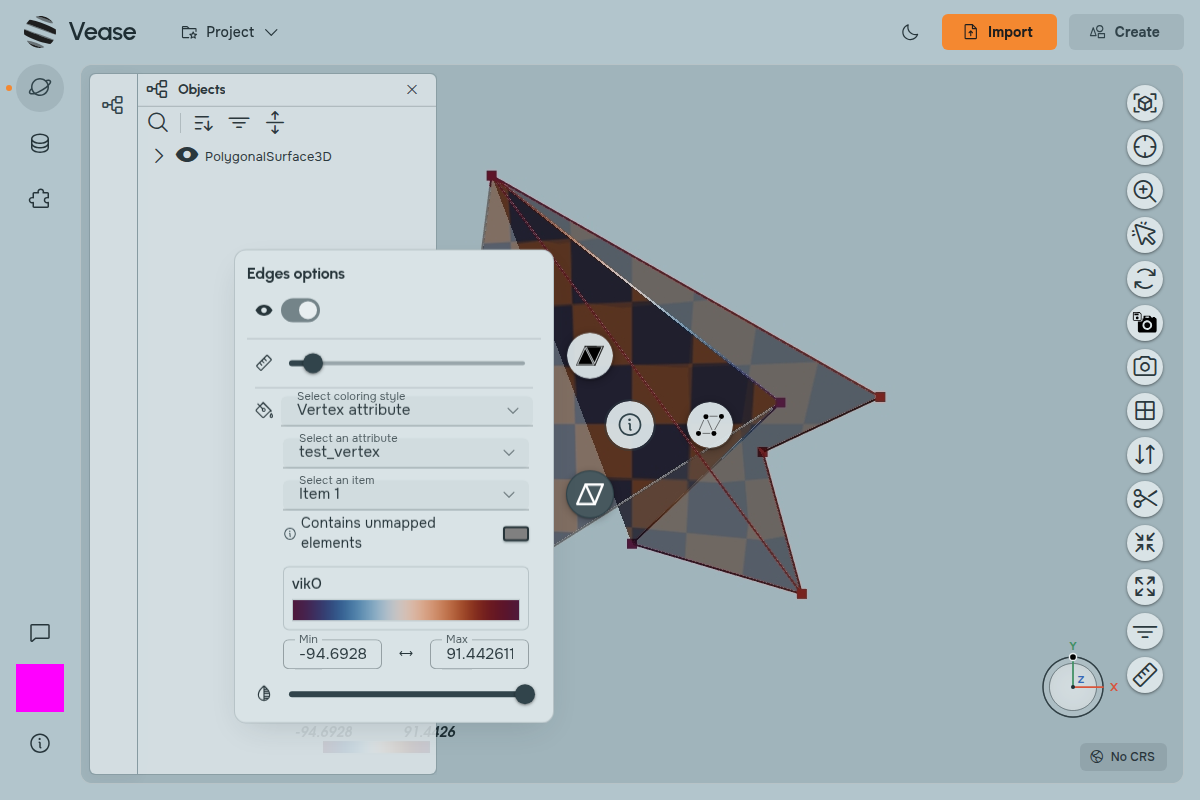 Vease
Project
Import
Create
Objects
PolygonalSurface3D
Edges options
Select coloring style
Vertex attribute
Select an attribute
test_vertex
Select an item
Item 1
Contains unmapped
elements
vikO
Min
-94.6928
Max
91.442611
-94.6928
91.4426
Y
Z
X
No CRS